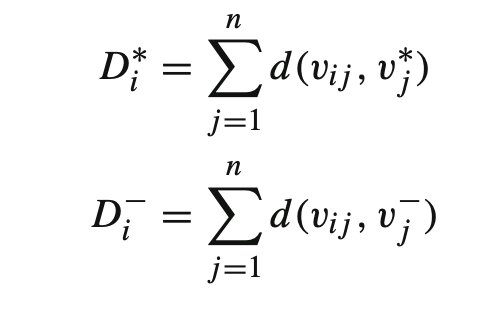 $D_i^* = \sum_{j=1}^{n} d(v_{ij}, v_j^*)$
$D_i^- = \sum_{j=1}^{n} d(v_{ij}, v_j^-)$